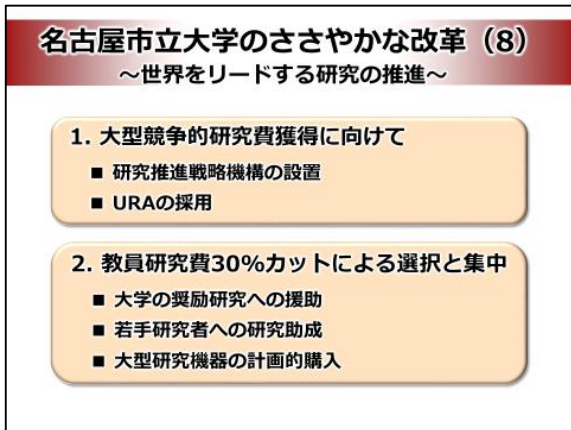 名古屋市立大学のささやかな改革（8）
～世界をリードする研究の推進～
1. 大型競争的研究費獲得に向けて
■ 研究推進戦略機構の設置
■ URAの採用
2. 教員研究費30%カットによる選択と集中
■ 大学の奨励研究への援助
■ 若手研究者への研究助成
■ 大型研究機器の計画的購入